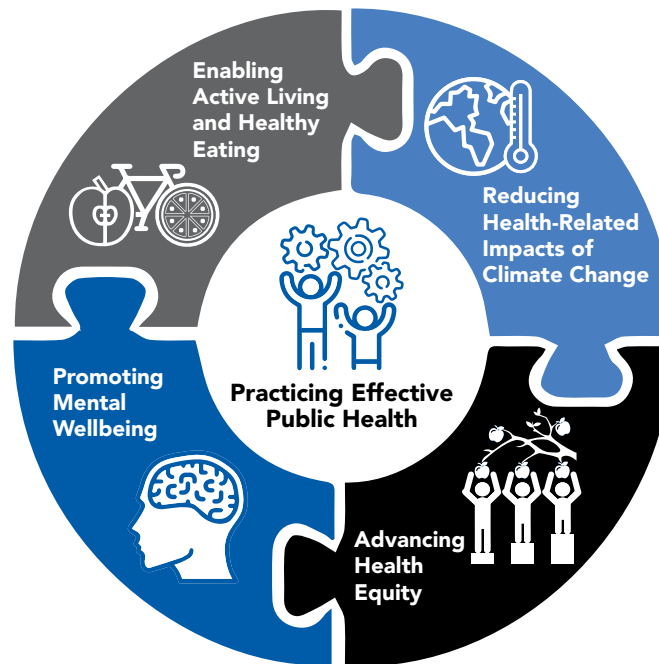 Enabling
Active Living
and Healthy
Eating
Reducing
Health-Related
Impacts of
Climate Change
Practicing Effective
Public Health
Promoting
Mental
Wellbeing
Advancing
Health
Equity